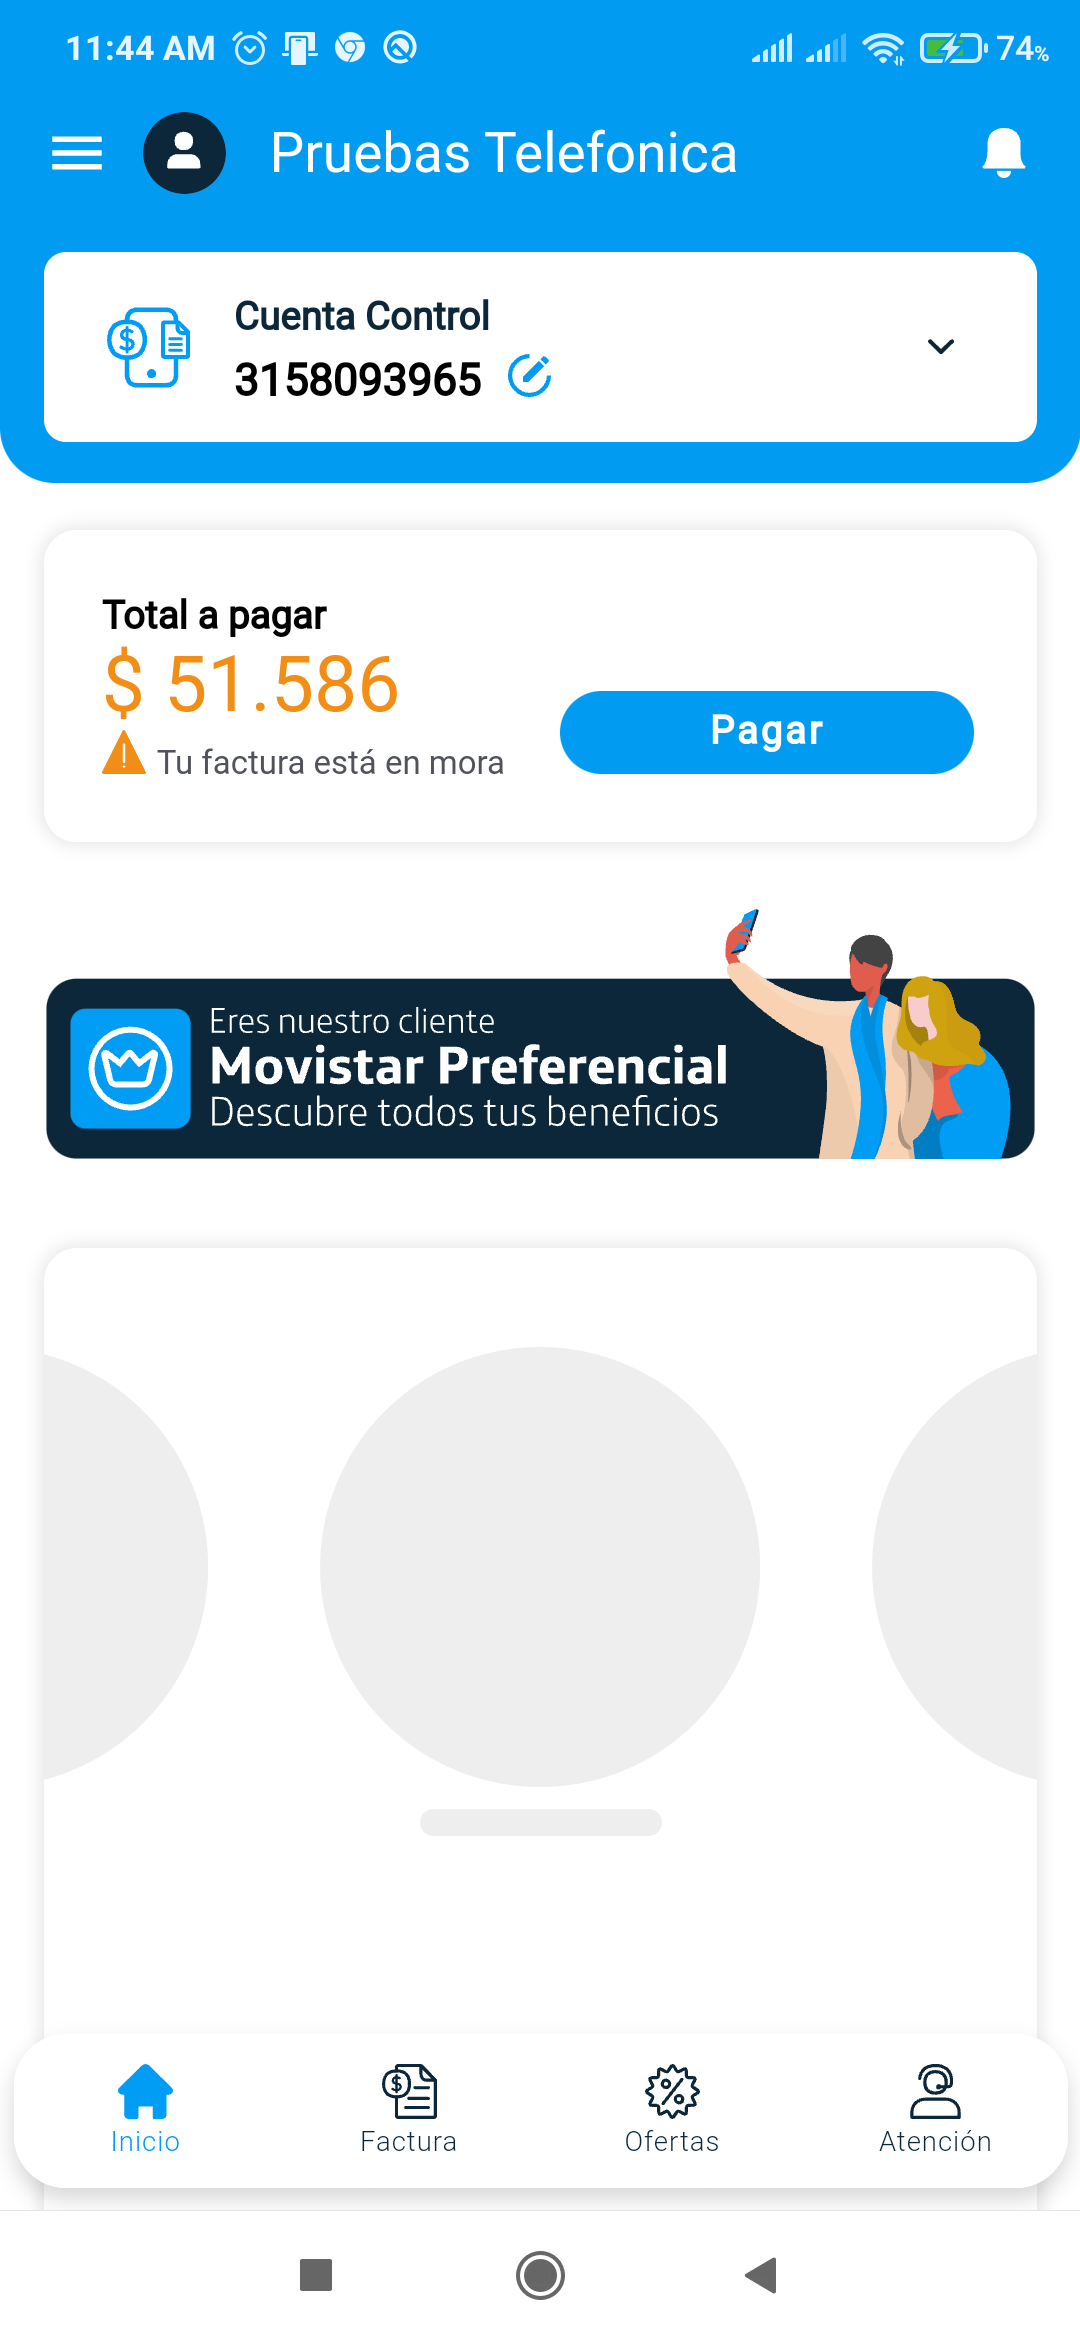 11:44 AM
74%
Pruebas Telefonica
Cuenta Control
3158093965
Total a pagar
$ 51.586
Tu factura está en mora
Pagar
Eres nuestro cliente
Movistar Preferencial
Descubre todos tus beneficios
Inicio
Factura
Ofertas
Atención